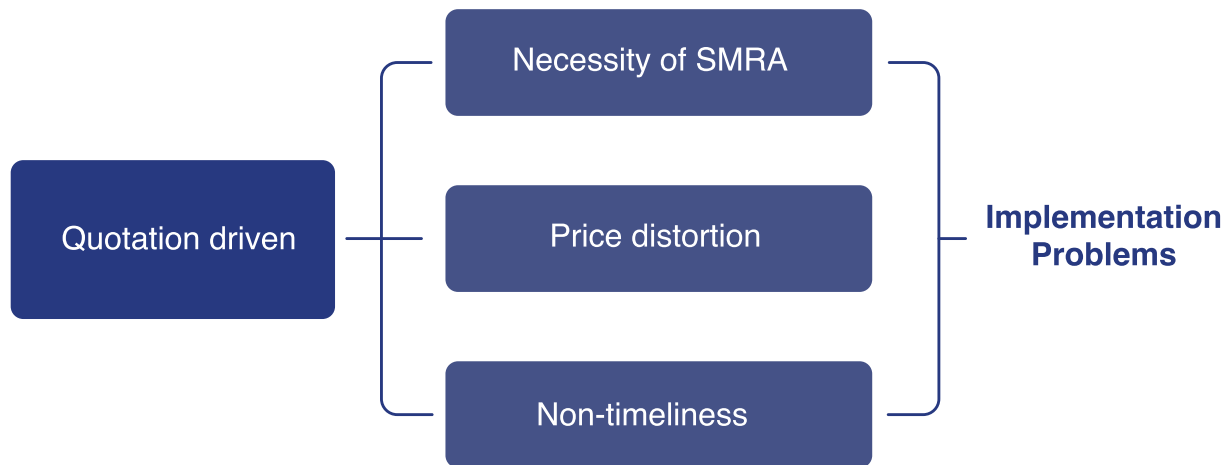 Necessity of SMRA
Quotation driven
Price distortion
Implementation
Problems
Non-timeliness